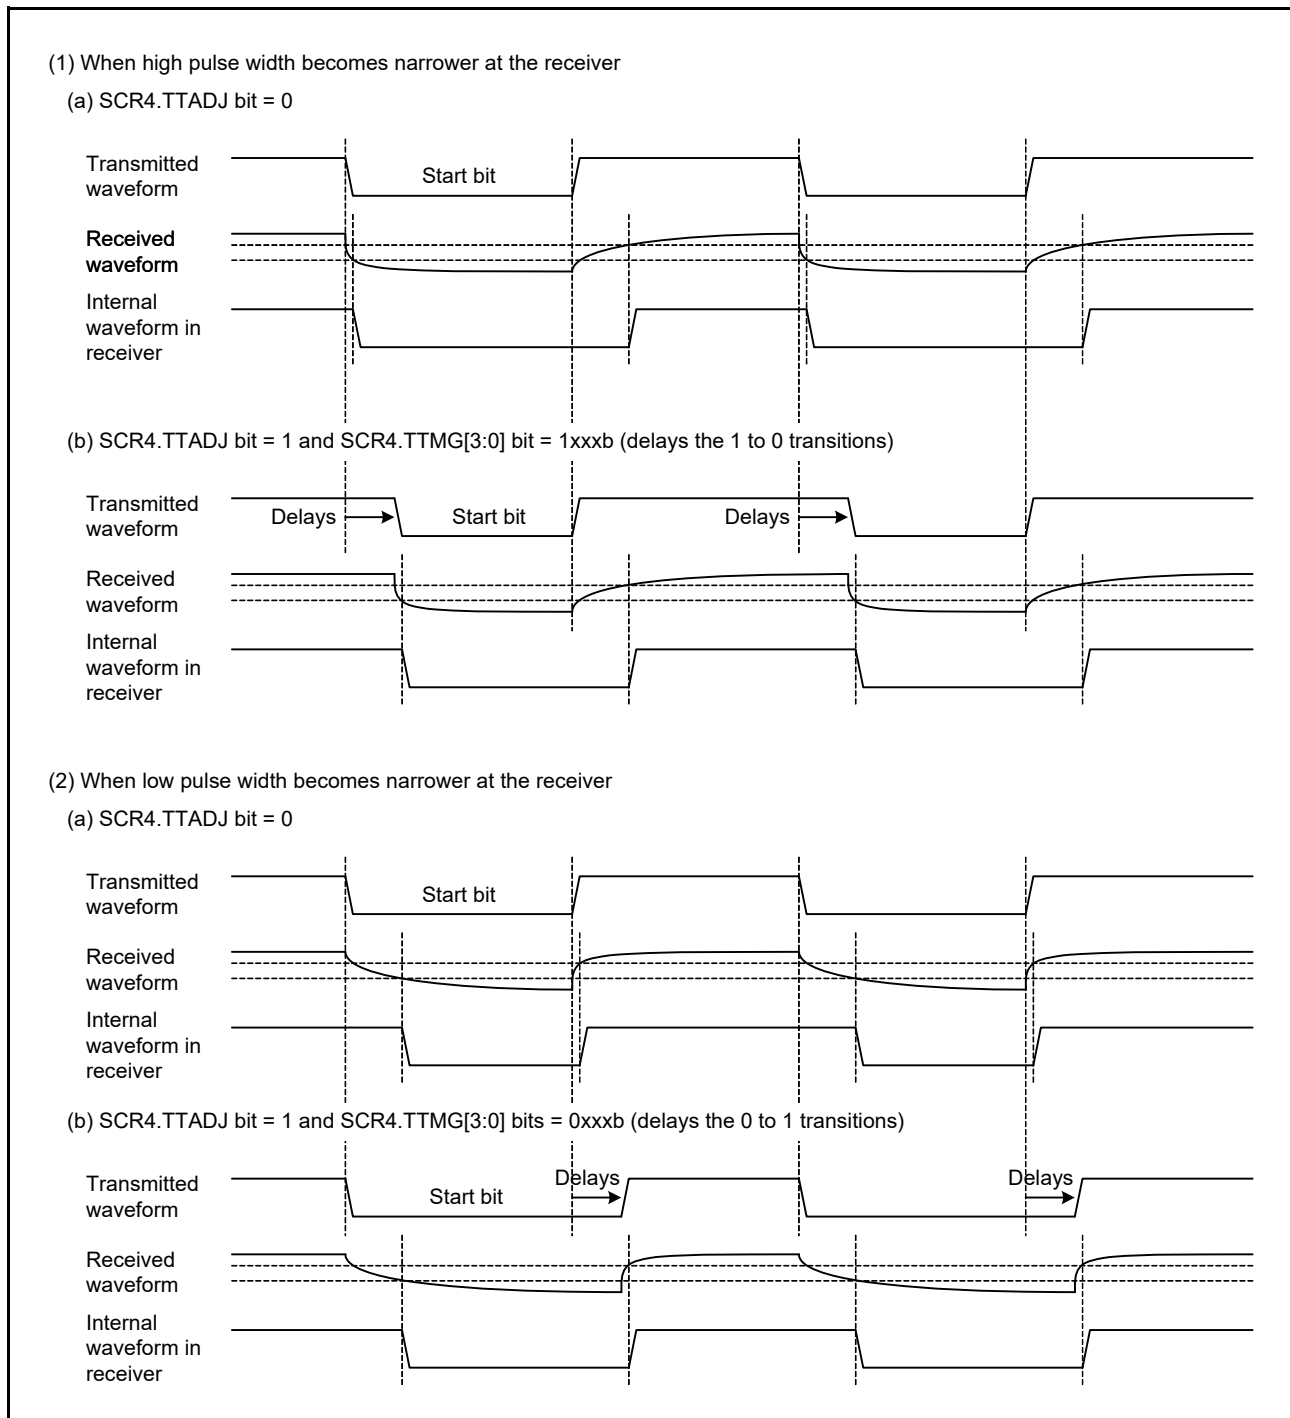 (1) When high pulse width becomes narrower at the receiver
(a) SCR4.TTADJ bit = 0
Transmitted
waveform
Start bit
Received
waveform
Internal
waveform in
receiver
(b) SCR4.TTADJ bit = 1 and SCR4.TTMG[3:0] bit = 1xxxb (delays the 1 to 0 transitions)
Transmitted
waveform
Delays
Start bit
Delays
Received
waveform
Internal
waveform in
receiver
(2) When low pulse width becomes narrower at the receiver
(a) SCR4.TTADJ bit = 0
Transmitted
waveform
Start bit
Received
waveform
Internal
waveform in
receiver
(b) SCR4.TTADJ bit = 1 and SCR4.TTMG[3:0] bits = 0xxxb (delays the 0 to 1 transitions)
Transmitted
waveform
Start bit
Delays
Delays
Received
waveform
Internal
waveform in
receiver